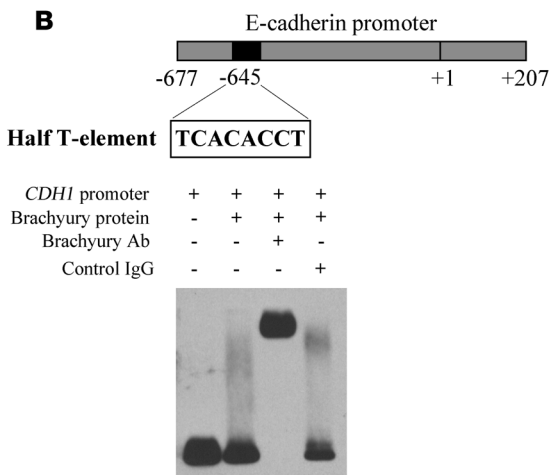 B
E-cadherin promoter
-677 -645 +1 +207
Half T-element TCACACCT
CDH1 promoter + + + +
Brachyury protein - + + +
Brachyury Ab - - + -
Control IgG - - - +